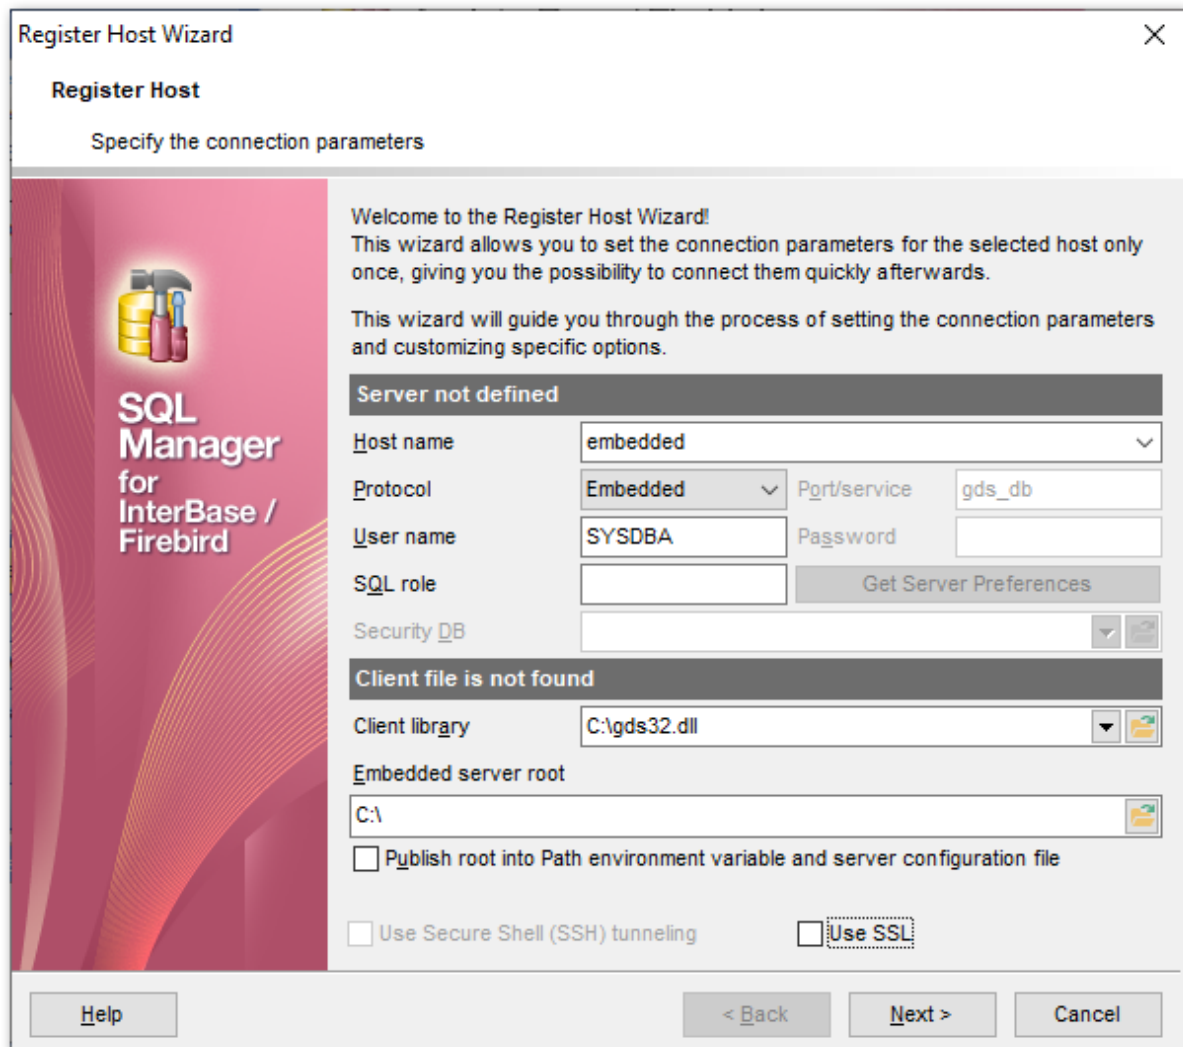 Register Host Wizard
Register Host
Specify the connection parameters
Welcome to the Register Host Wizard!
This wizard allows you to set the connection parameters for the selected host only
once, giving you the possibility to connect them quickly afterwards.
This wizard will guide you through the process of setting the connection parameters
and customizing specific options.
SQL
Manager
for
InterBase /
Firebird
Server not defined
Host name embedded
Protocol Embedded Port/service gds_db
User name SYSDBA Password
SQL role Get Server Preferences
Security DB
Client file is not found
Client library C:\gds32.dll
Embedded server root
C:\
Publish root into Path environment variable and server configuration file
Use Secure Shell (SSH) tunneling Use SSL
Help < Back Next > Cancel